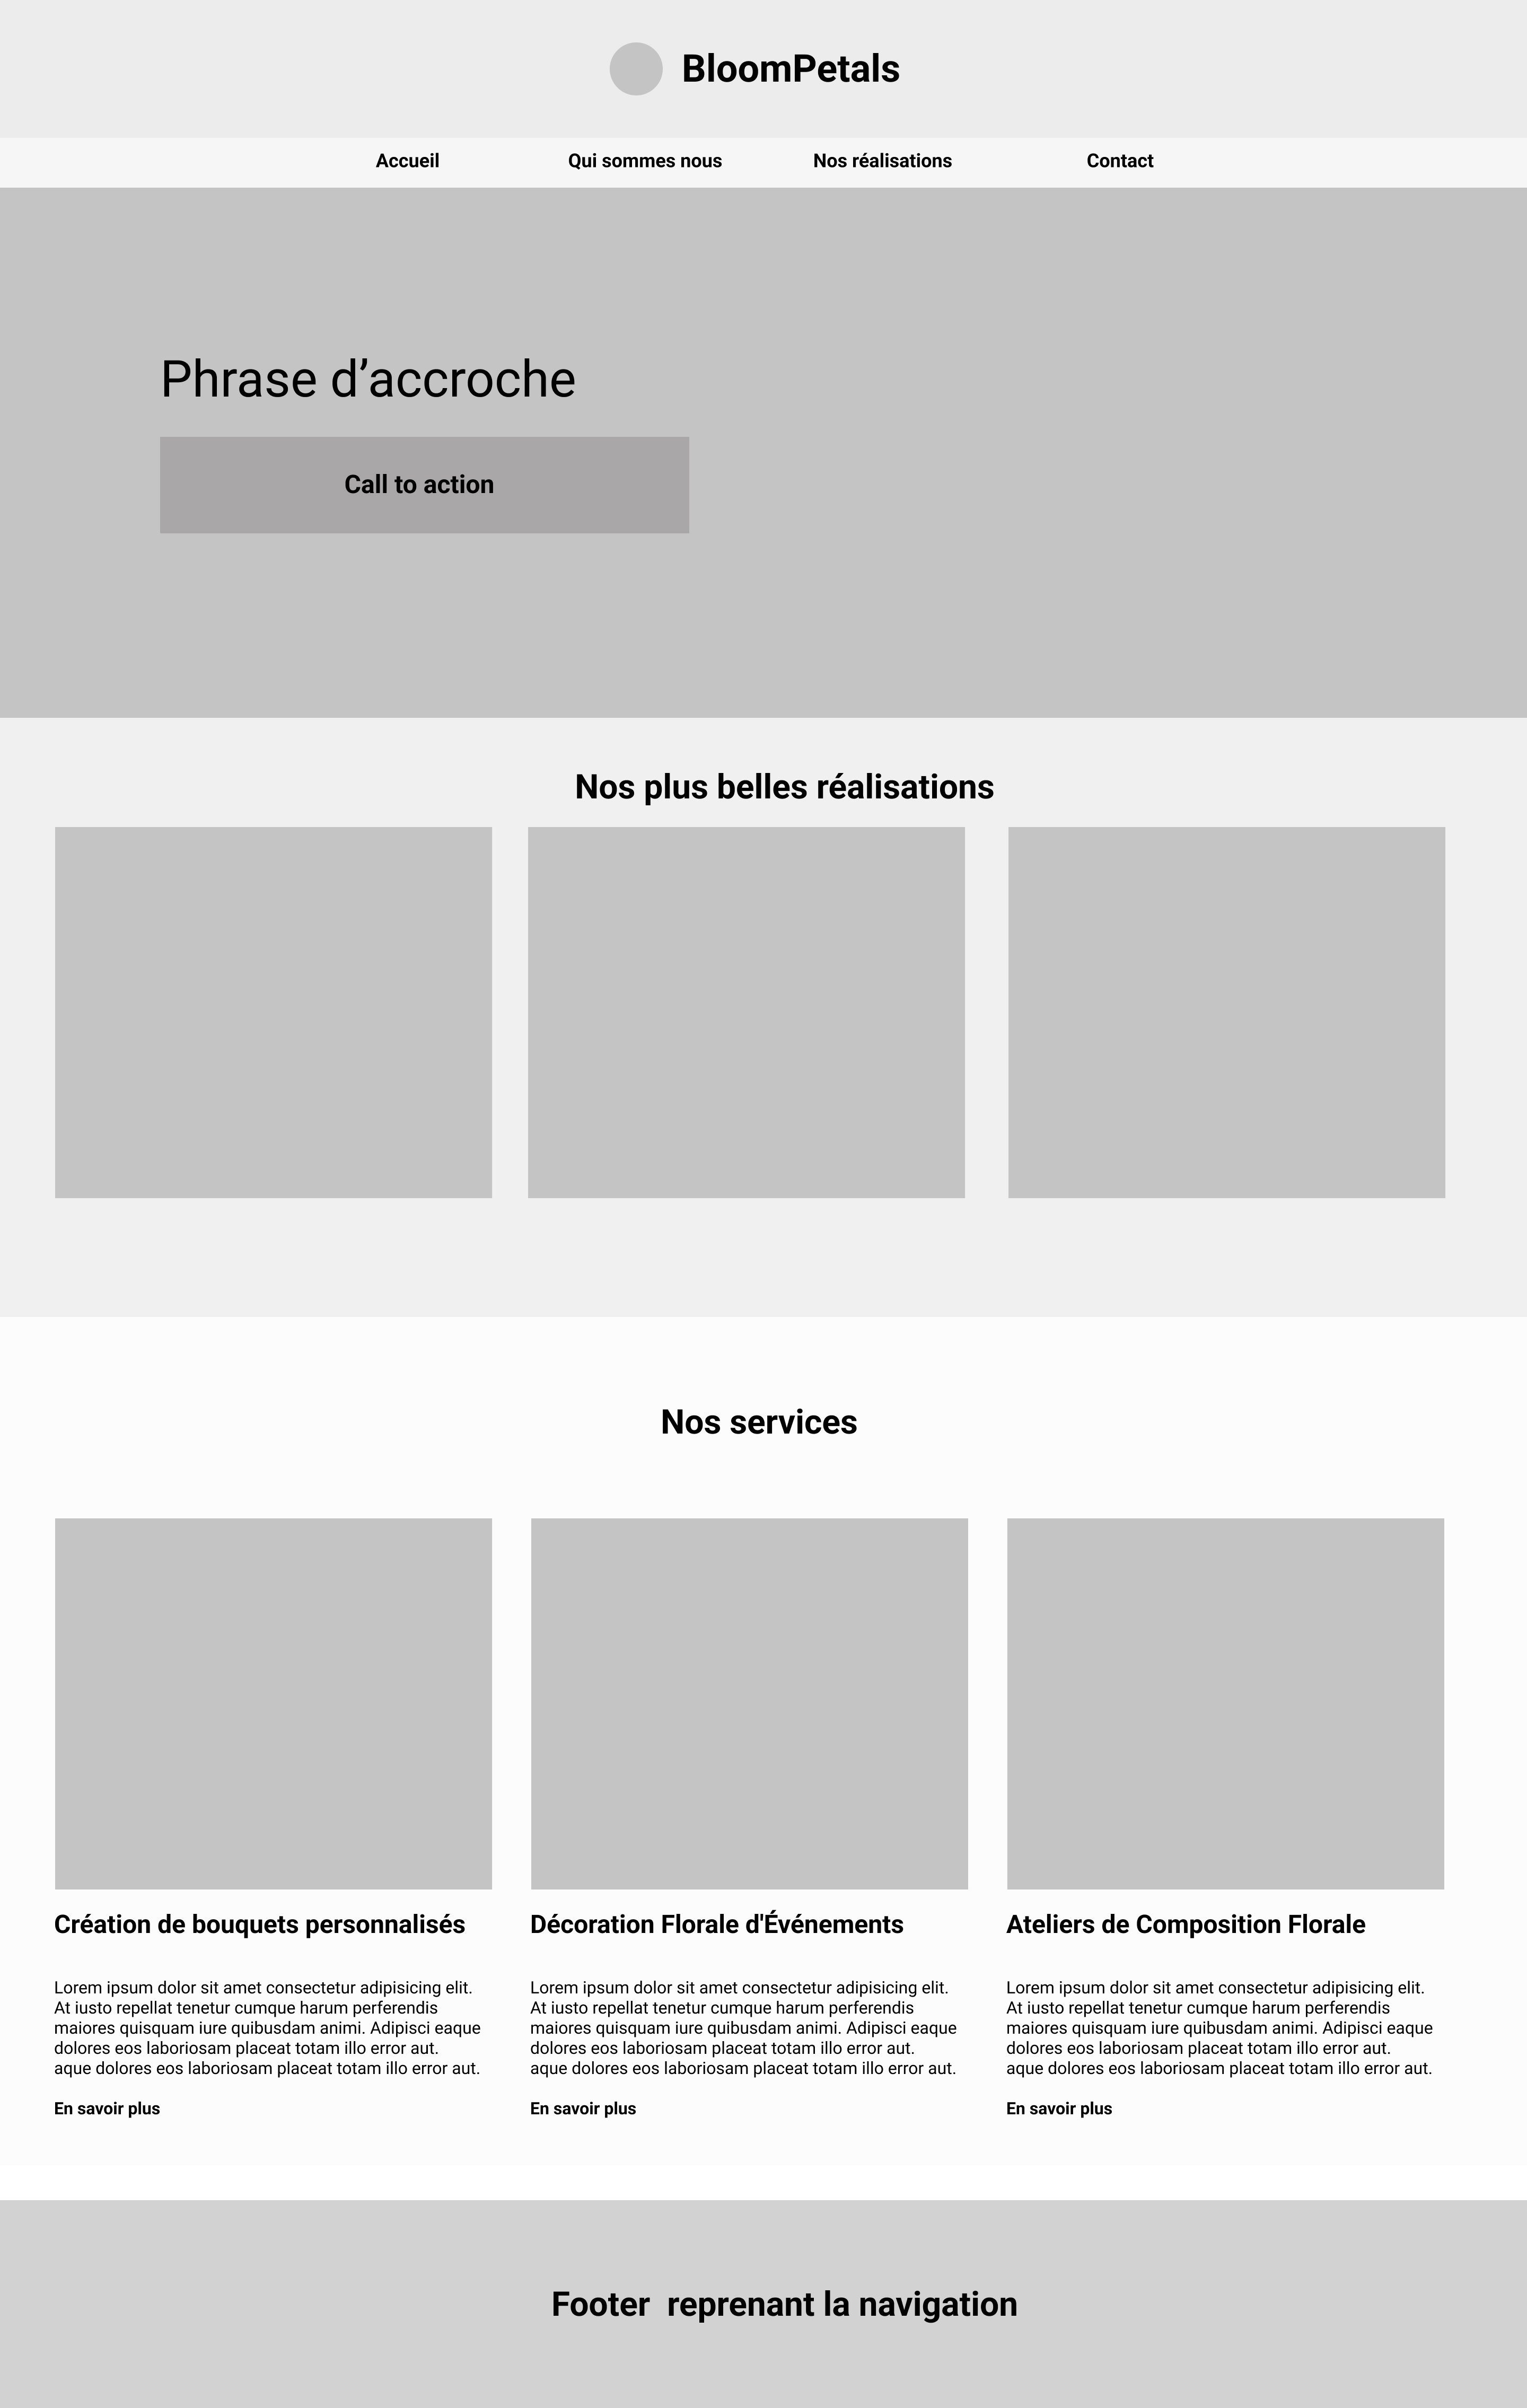 BloomPetals
Accueil
Qui sommes nous
Nos réalisations
Contact
Phrase d’accroche
Call to action
Nos plus belles réalisations
Nos services
Création de bouquets personnalisés
Lorem ipsum dolor sit amet consectetur adipisicing elit.
At iusto repellat tenetur cumque harum perferendis
maiores quisquam iure quibusdam animi. Adipisci eaque
dolores eos laboriosam placeat totam illo error aut.
aque dolores eos laboriosam placeat totam illo error aut.
En savoir plus
Décoration Florale d'Événements
Lorem ipsum dolor sit amet consectetur adipisicing elit.
At iusto repellat tenetur cumque harum perferendis
maiores quisquam iure quibusdam animi. Adipisci eaque
dolores eos laboriosam placeat totam illo error aut.
aque dolores eos laboriosam placeat totam illo error aut.
En savoir plus
Ateliers de Composition Florale
Lorem ipsum dolor sit amet consectetur adipisicing elit.
At iusto repellat tenetur cumque harum perferendis
maiores quisquam iure quibusdam animi. Adipisci eaque
dolores eos laboriosam placeat totam illo error aut.
aque dolores eos laboriosam placeat totam illo error aut.
En savoir plus
Footer  reprenant la navigation